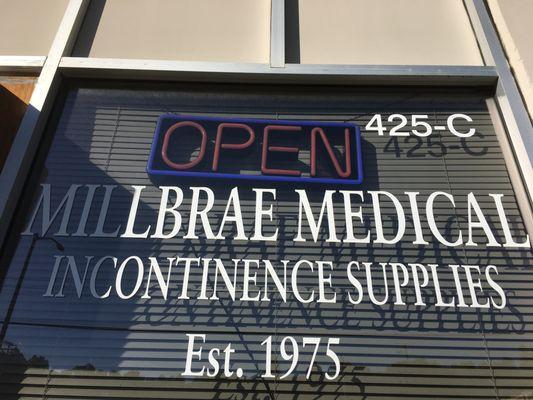 OPEN 425-C
MILLBRAE MEDICAL
INCONTINENCE SUPPLIES
Est. 1975